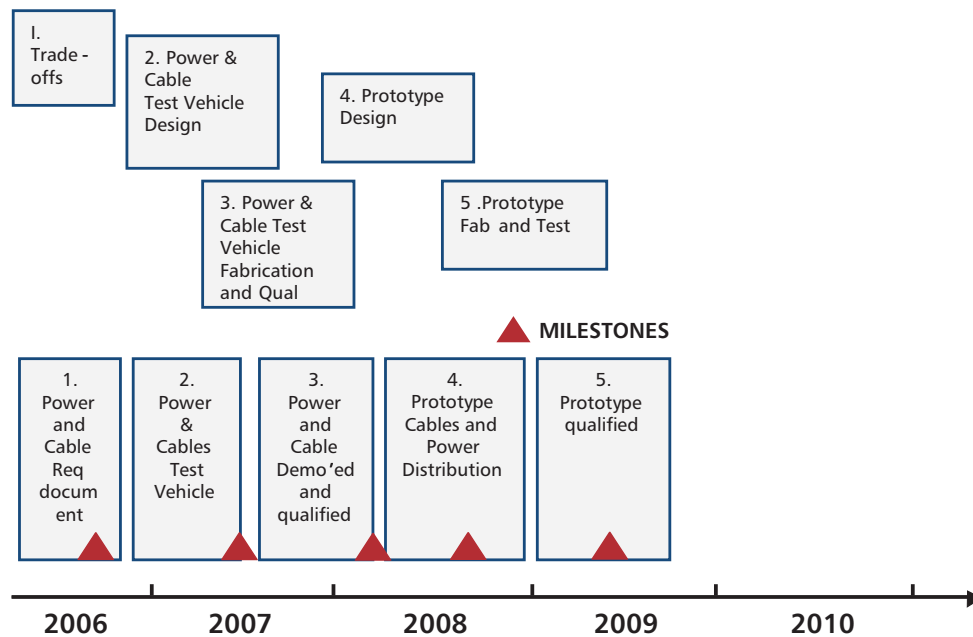 I.
Trade-
offs
2. Power &
Cable
Test Vehicle
Design
4. Prototype
Design
3. Power &
Cable Test
Vehicle
Fabrication
and Qual
5 .Prototype
Fab and Test
MILESTONES
1.
Power
and
Cable
Req
docum
ent
2.
Power
&
Cables
Test
Vehicle
3.
Power
and
Cable
Demo’ed
and
qualified
4.
Prototype
Cables and
Power
Distribution
5.
Prototype
qualified
2006 2007 2008 2009 2010